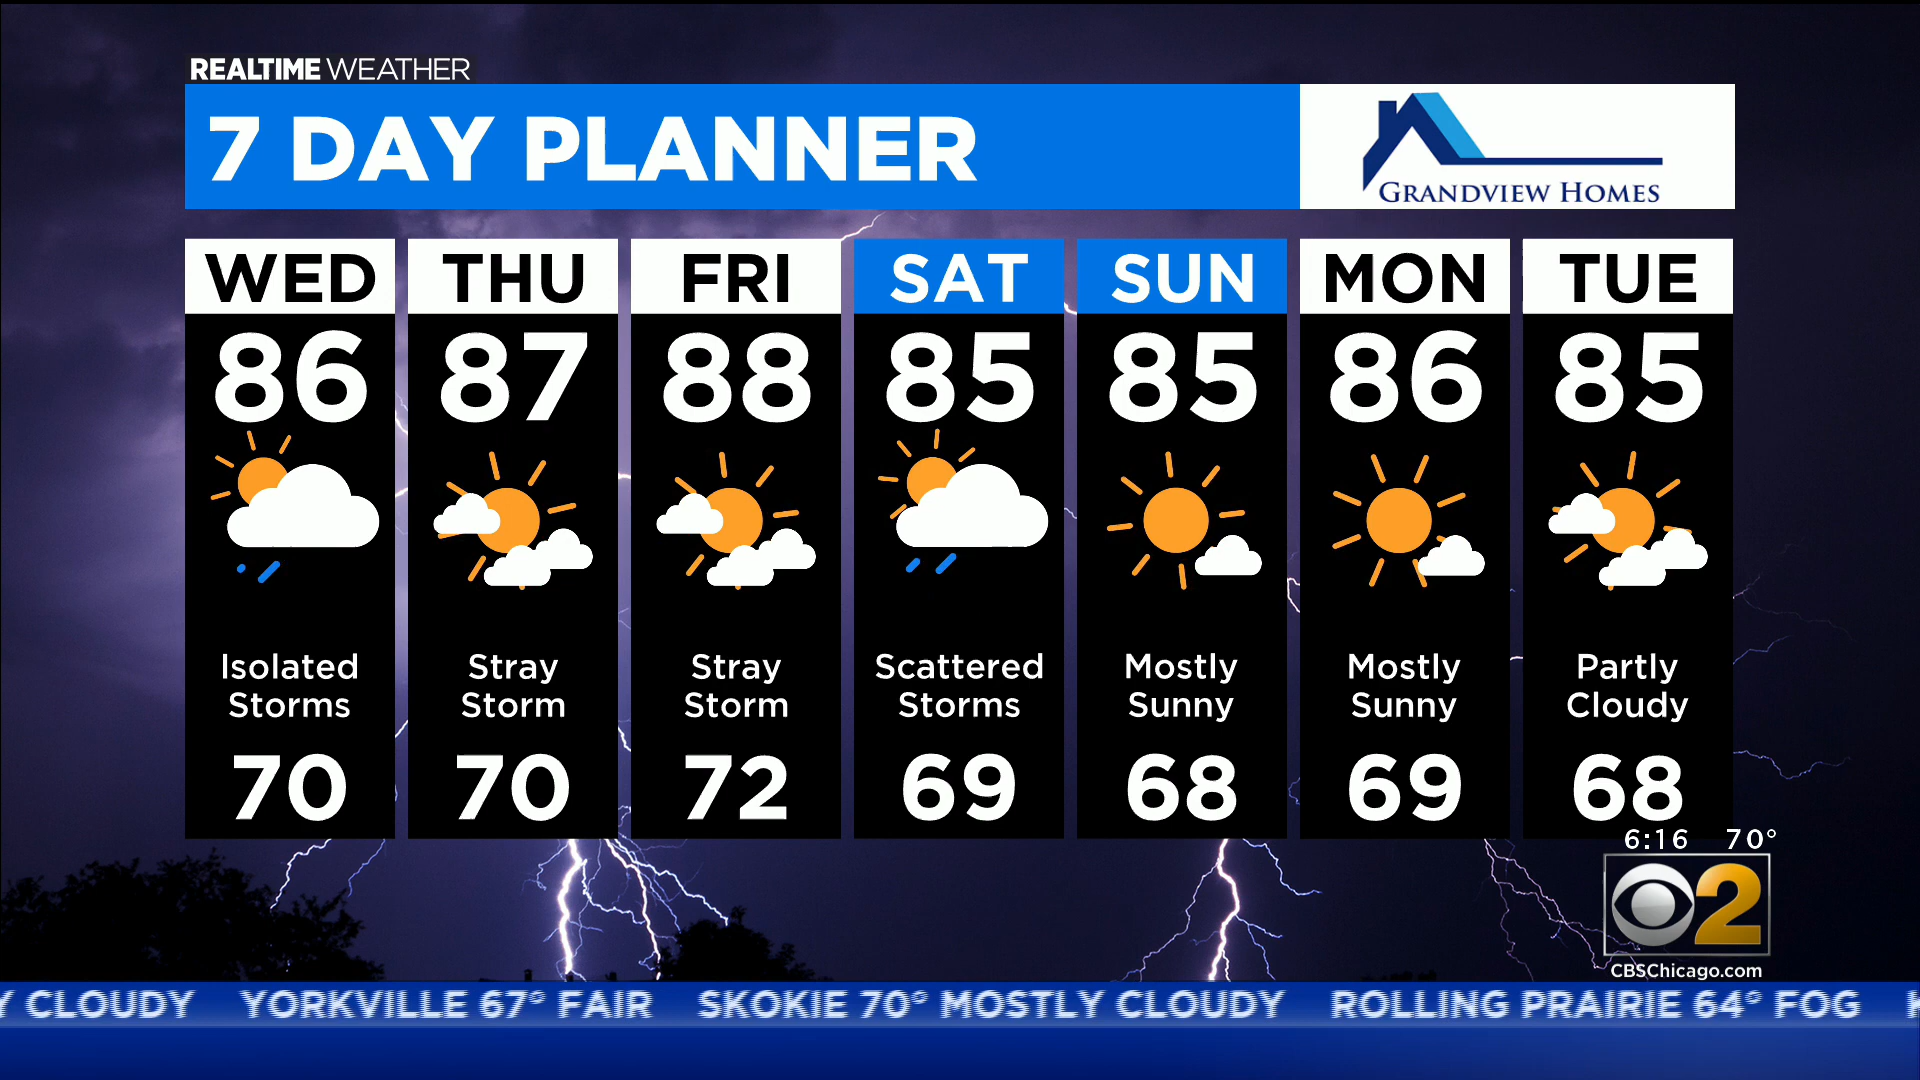 REALTIME WEATHER
7 DAY PLANNER
GRANDVIEW HOMES
WED THU FRI SAT SUN MON TUE
86 87 88 85 85 86 85
Isolated Storms
Stray Storm
Stray Storm
Scattered Storms
Mostly Sunny
Mostly Sunny
Partly Cloudy
70 70 72 69 68 69 68
6:16 70°
2
CBSChicago.com
Y CLOUDY YORKVILLE 67° FAIR SKOKIE 70° MOSTLY CLOUDY ROLLING PRAIRIE 64° FOG